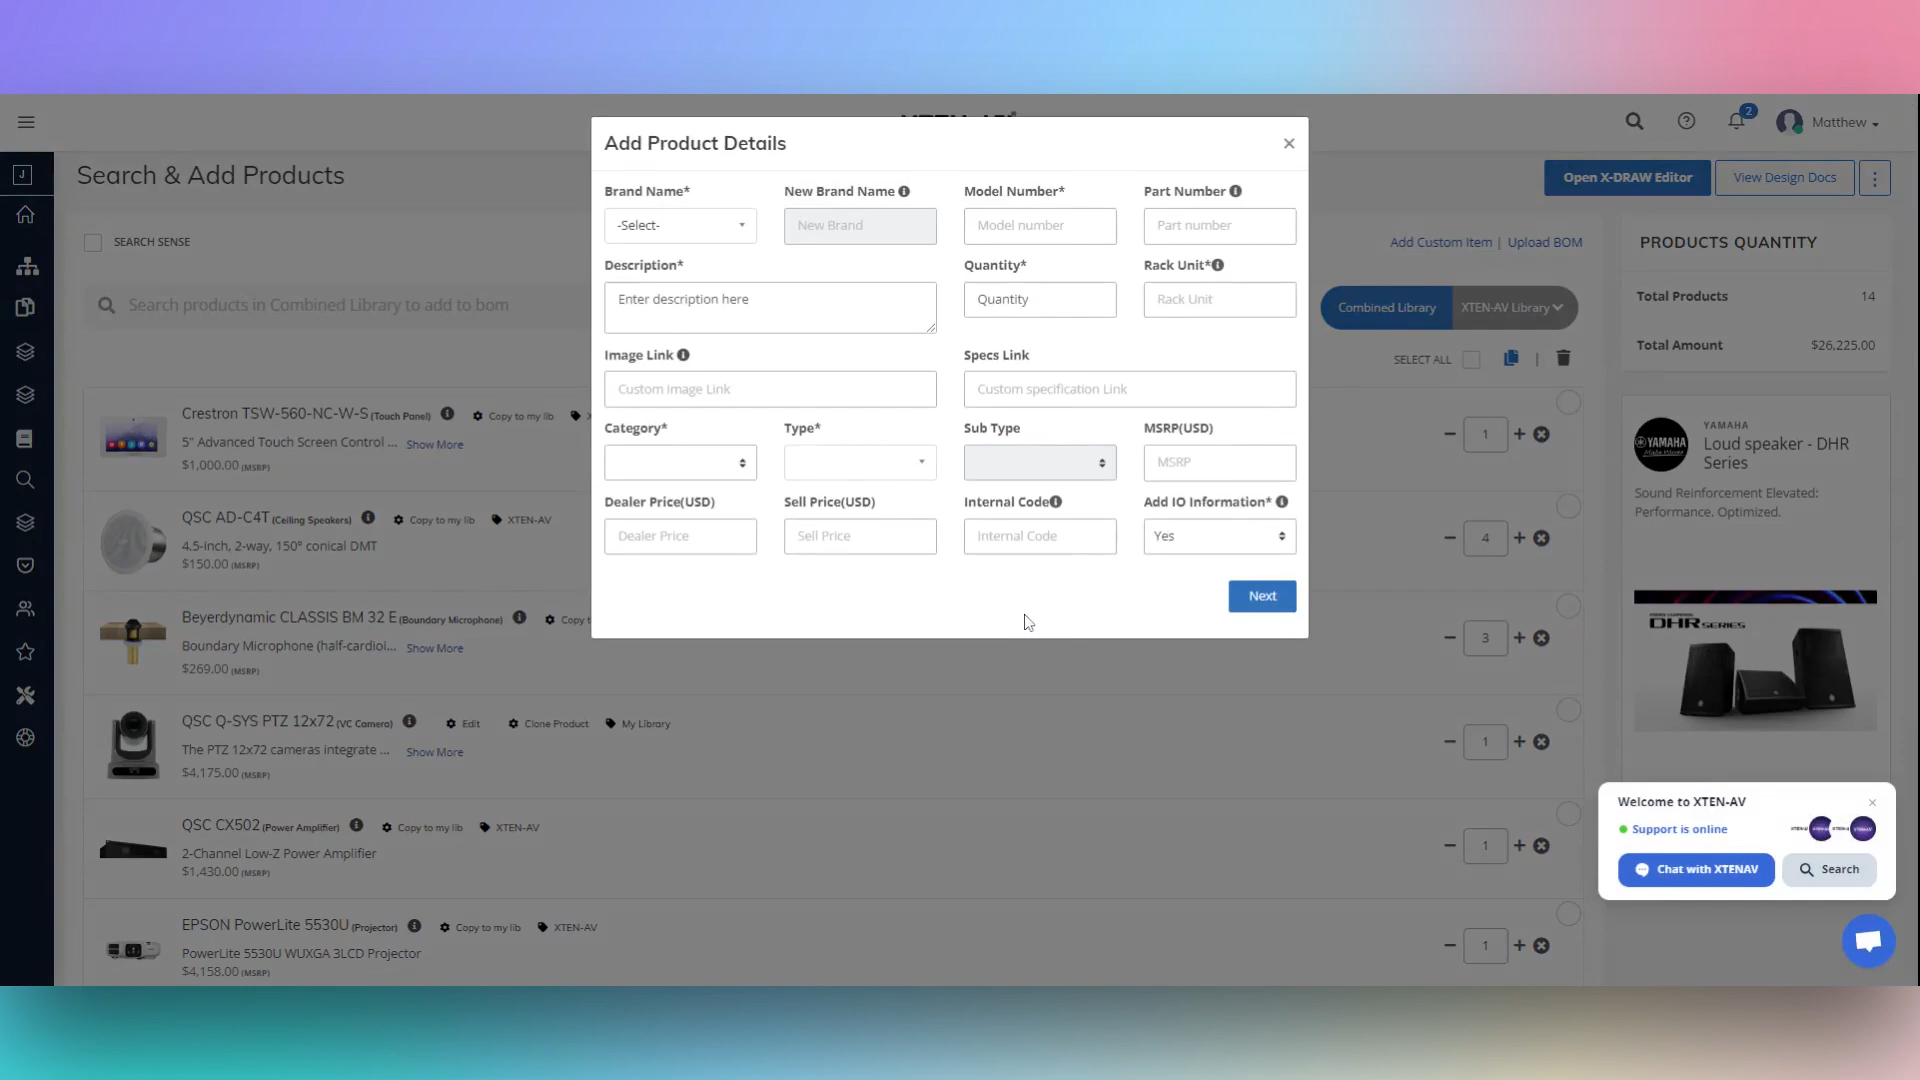 Matthew
2
J
Search & Add Products
Open X-DRAW Editor
View Design Docs
SEARCH SENSE
Add Custom Item | Upload BOM
Search products in Combined Library to add to bom
Combined Library
XTEN-AV Library
SELECT ALL
|
Add Product Details
Brand Name*
New Brand Name
Model Number*
Part Number
-Select-
New Brand
Model number
Part number
Description*
Quantity*
Rack Unit*
Enter description here
Quantity
Rack Unit
Image Link
Specs Link
Custom Image Link
Custom specification Link
Category*
Type*
Sub Type
MSRP(USD)
MSRP
Dealer Price(USD)
Sell Price(USD)
Internal Code
Add IO Information*
Dealer Price
Sell Price
Internal Code
Yes
Next
Crestron TSW-560-NC-W-S (Touch Panel) Copy to my lib
5" Advanced Touch Screen Control ... Show More
$1,000.00 (MSRP)
1
QSC AD-C4T (Ceiling Speakers) Copy to my lib XTEN-AV
4.5-inch, 2-way, 150° conical DMT
$150.00 (MSRP)
4
Beyerdynamic CLASSIS BM 32 E (Boundary Microphone) Copy t
Boundary Microphone (half-cardiol... Show More
$269.00 (MSRP)
3
QSC Q-SYS PTZ 12x72 (VC Camera) Edit Clone Product My Library
The PTZ 12x72 cameras integrate ... Show More
$4,175.00 (MSRP)
1
QSC CX502 (Power Amplifier) Copy to my lib XTEN-AV
2-Channel Low-Z Power Amplifier
$1,430.00 (MSRP)
1
EPSON PowerLite 5530U (Projector) Copy to my lib XTEN-AV
PowerLite 5530U WUXGA 3LCD Projector
$4,158.00 (MSRP)
1
PRODUCTS QUANTITY
Total Products 14
Total Amount $26,225.00
YAMAHA
YAMAHA
Loud speaker - DHR
Series
Sound Reinforcement Elevated:
Performance. Optimized.
DHR SERIES
Welcome to XTEN-AV
Support is online
Chat with XTENAV
Search